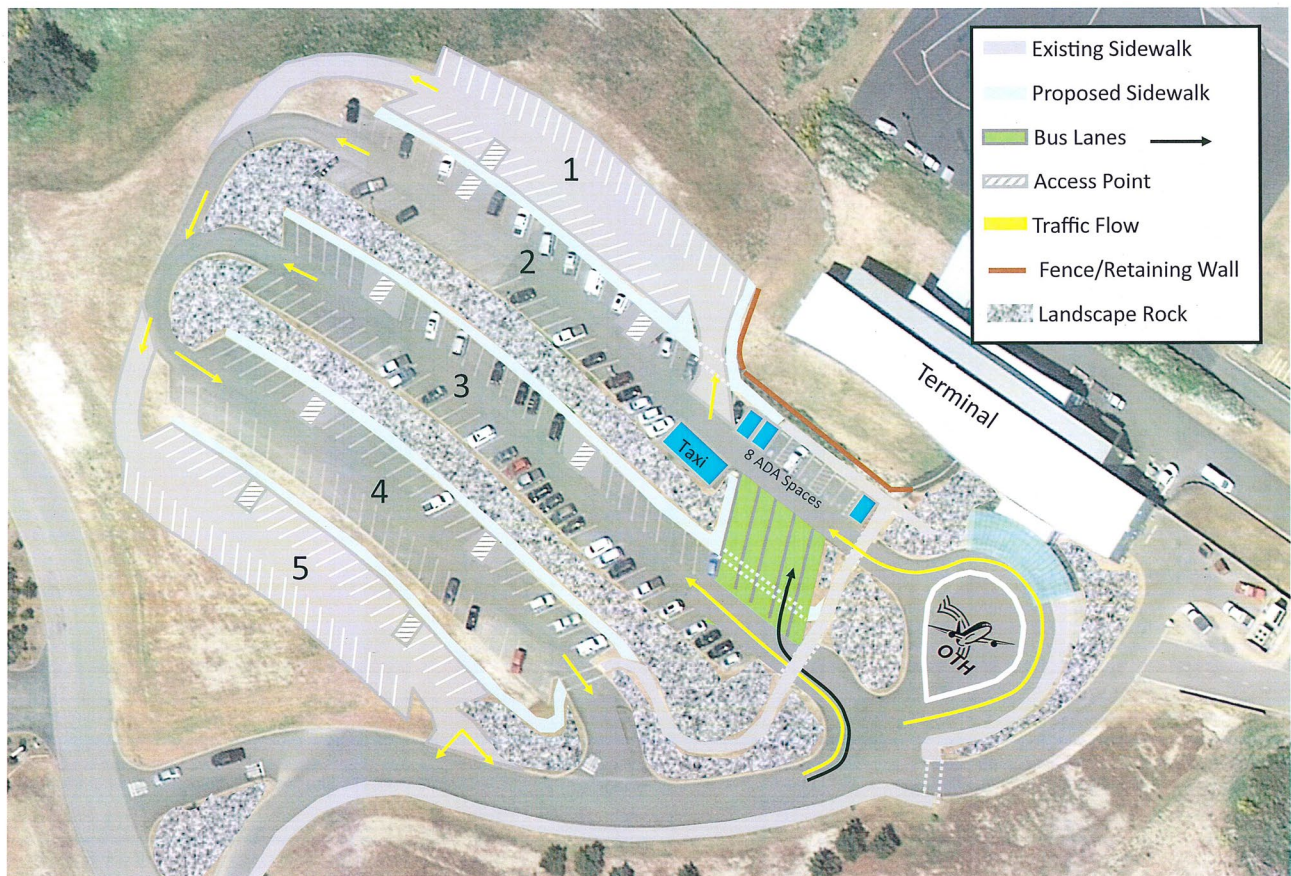 Existing Sidewalk
Proposed Sidewalk
Bus Lanes
Access Point
Traffic Flow
Fence/Retaining Wall
Landscape Rock
1
2
3
4
5
Terminal
Taxi
8 ADA Spaces
OTH